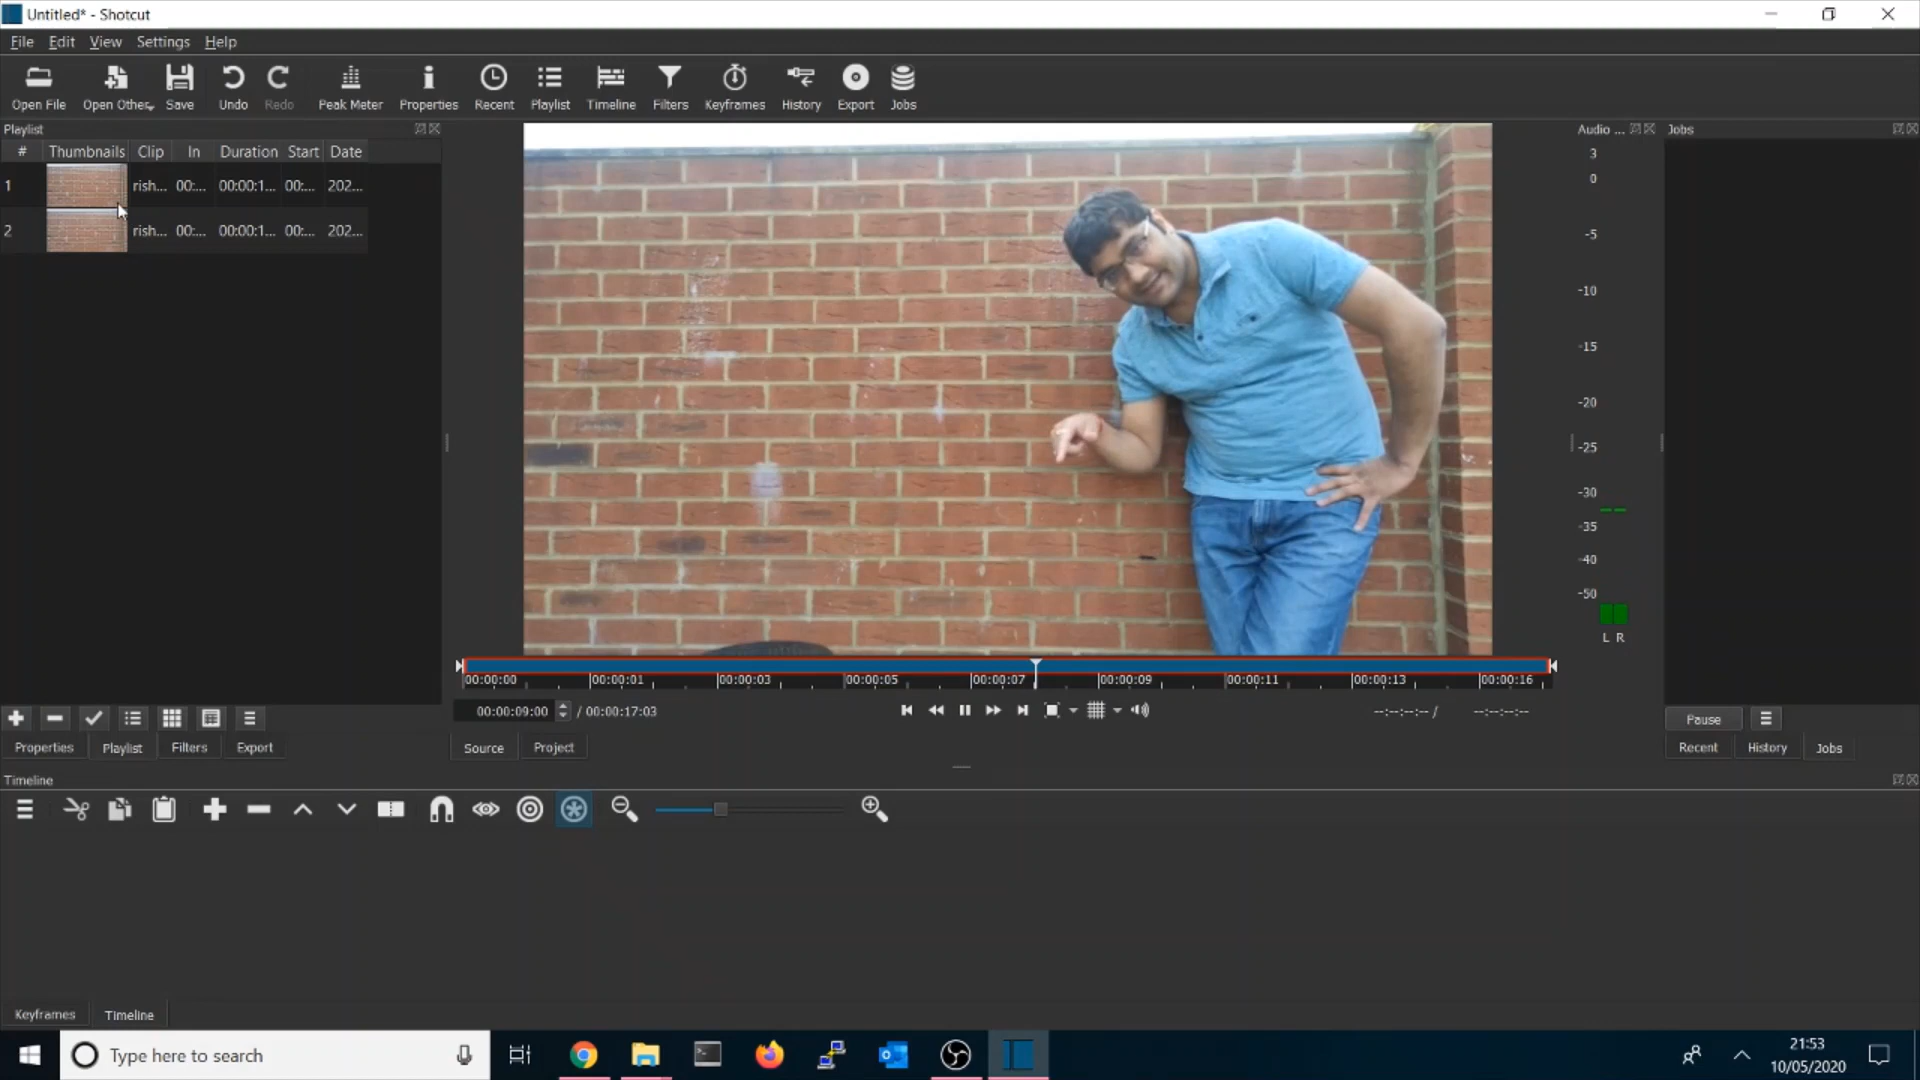 Untitled* - Shotcut
File Edit View Settings Help
Open File Open Other Save Undo Redo Peak Meter Properties Recent Playlist Timeline Filters Keyframes History Export Jobs
Playlist
# Thumbnails Clip In Duration Start Date
1 rish... 00:... 00:00:1... 00:... 202...
2 rish... 00:... 00:00:1... 00:... 202...
Audio ...
3
0
-5
-10
-15
-20
-25
-30
-35
-40
-50
L R
Jobs
00:00:00 00:00:01 00:00:03 00:00:05 00:00:07 00:00:09 00:00:11 00:00:13 00:00:16
00:00:09:00 / 00:00:17:03
--:--:--:-- / --:--:--:--
Pause
Properties Playlist Filters Export
Source Project
Recent History Jobs
Timeline
Keyframes Timeline
Type here to search
21:53
10/05/2020